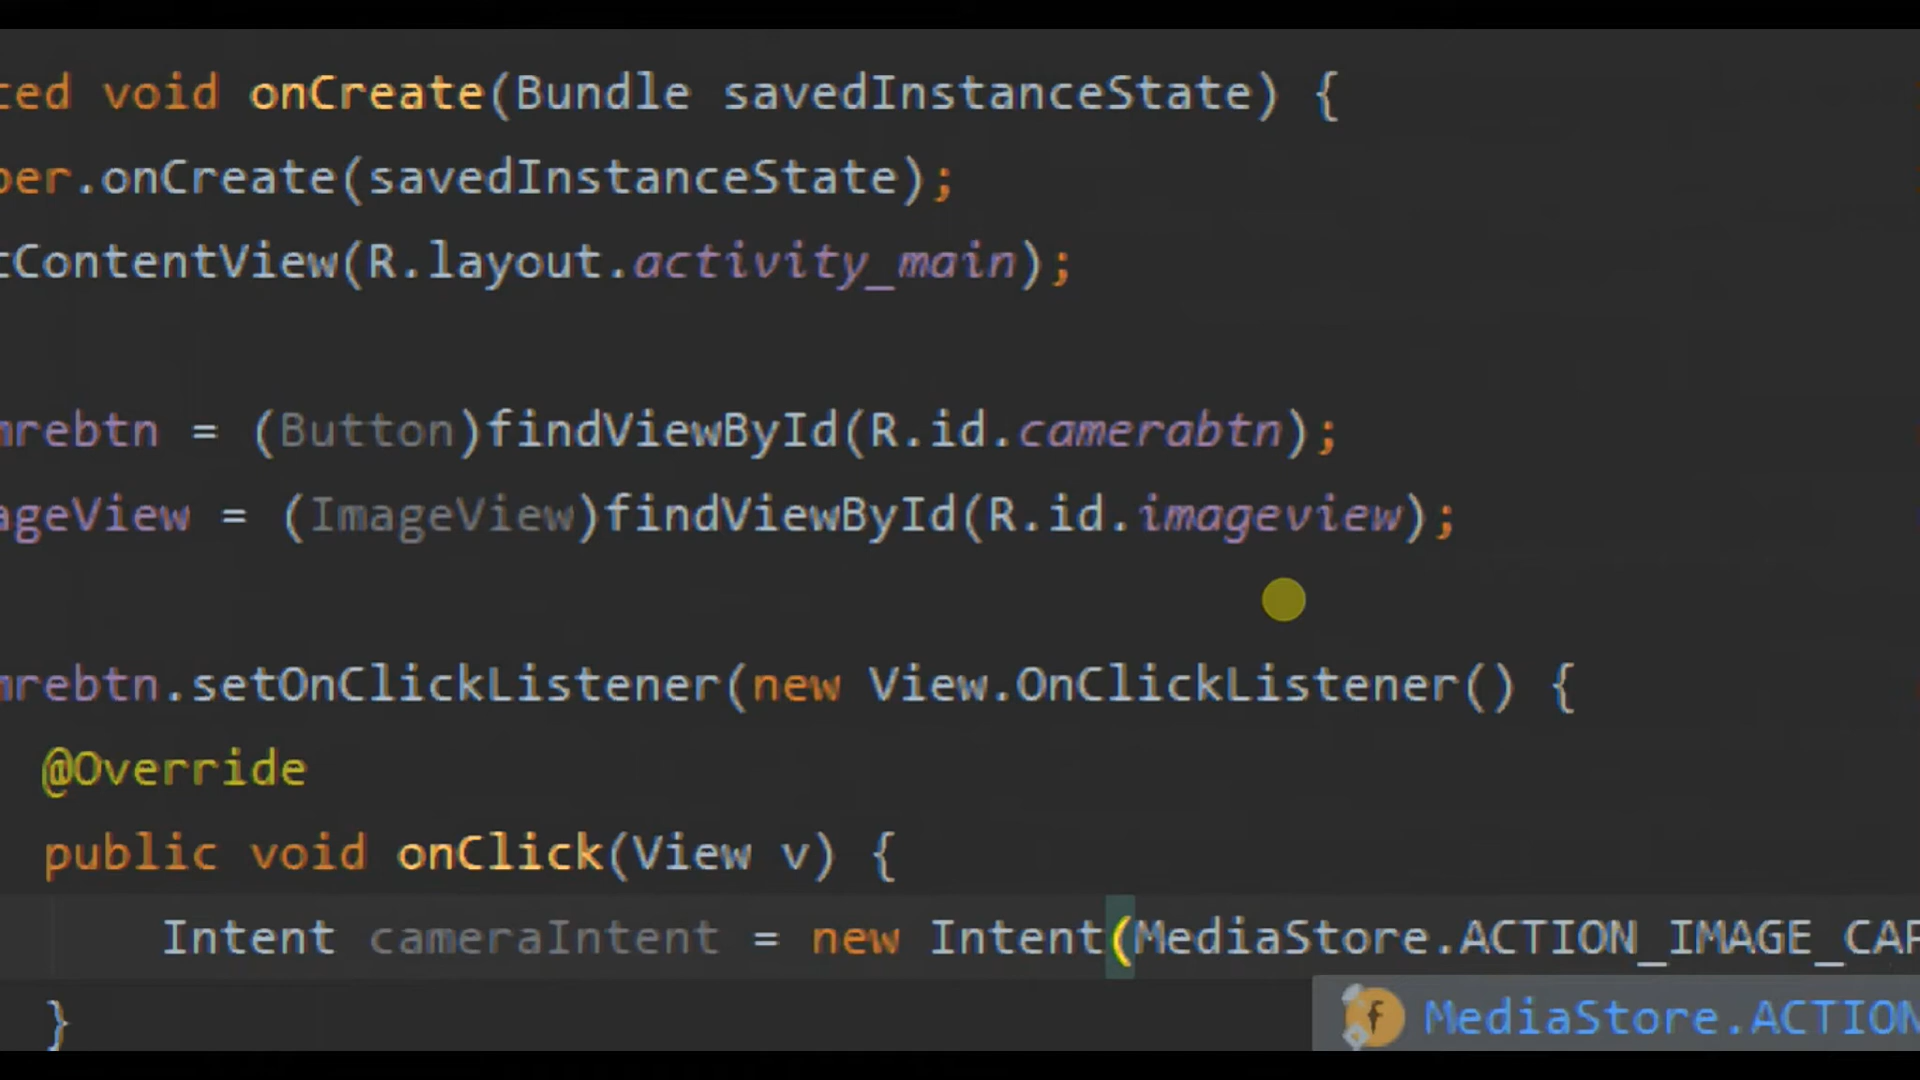 ted void onCreate(Bundle savedInstanceState) {
per.onCreate(savedInstanceState);
tContentView(R.layout.activity_main);
mrebtn = (Button)findViewById(R.id.camerabtn);
ageView = (ImageView)findViewById(R.id.imageview);
mrebtn.setOnClickListener(new View.OnClickListener() {
@Override
public void onClick(View v) {
Intent cameraIntent = new Intent(MediaStore.ACTION_IMAGE_CAP
}
f MediaStore.ACTION